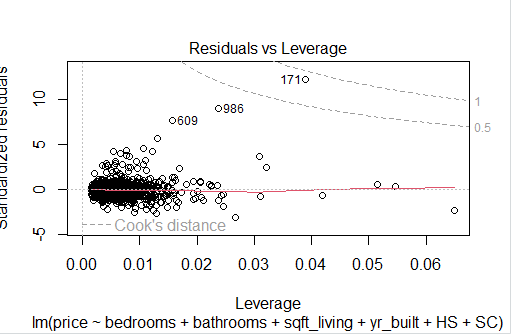 Residuals vs Leverage
Standardized residuals
10
5
0
-5
171
986
609
1
0.5
Cook's distance
0.00 0.01 0.02 0.03 0.04 0.05 0.06
Leverage
lm(price ~ bedrooms + bathrooms + sqft_living + yr_built + HS + SC)